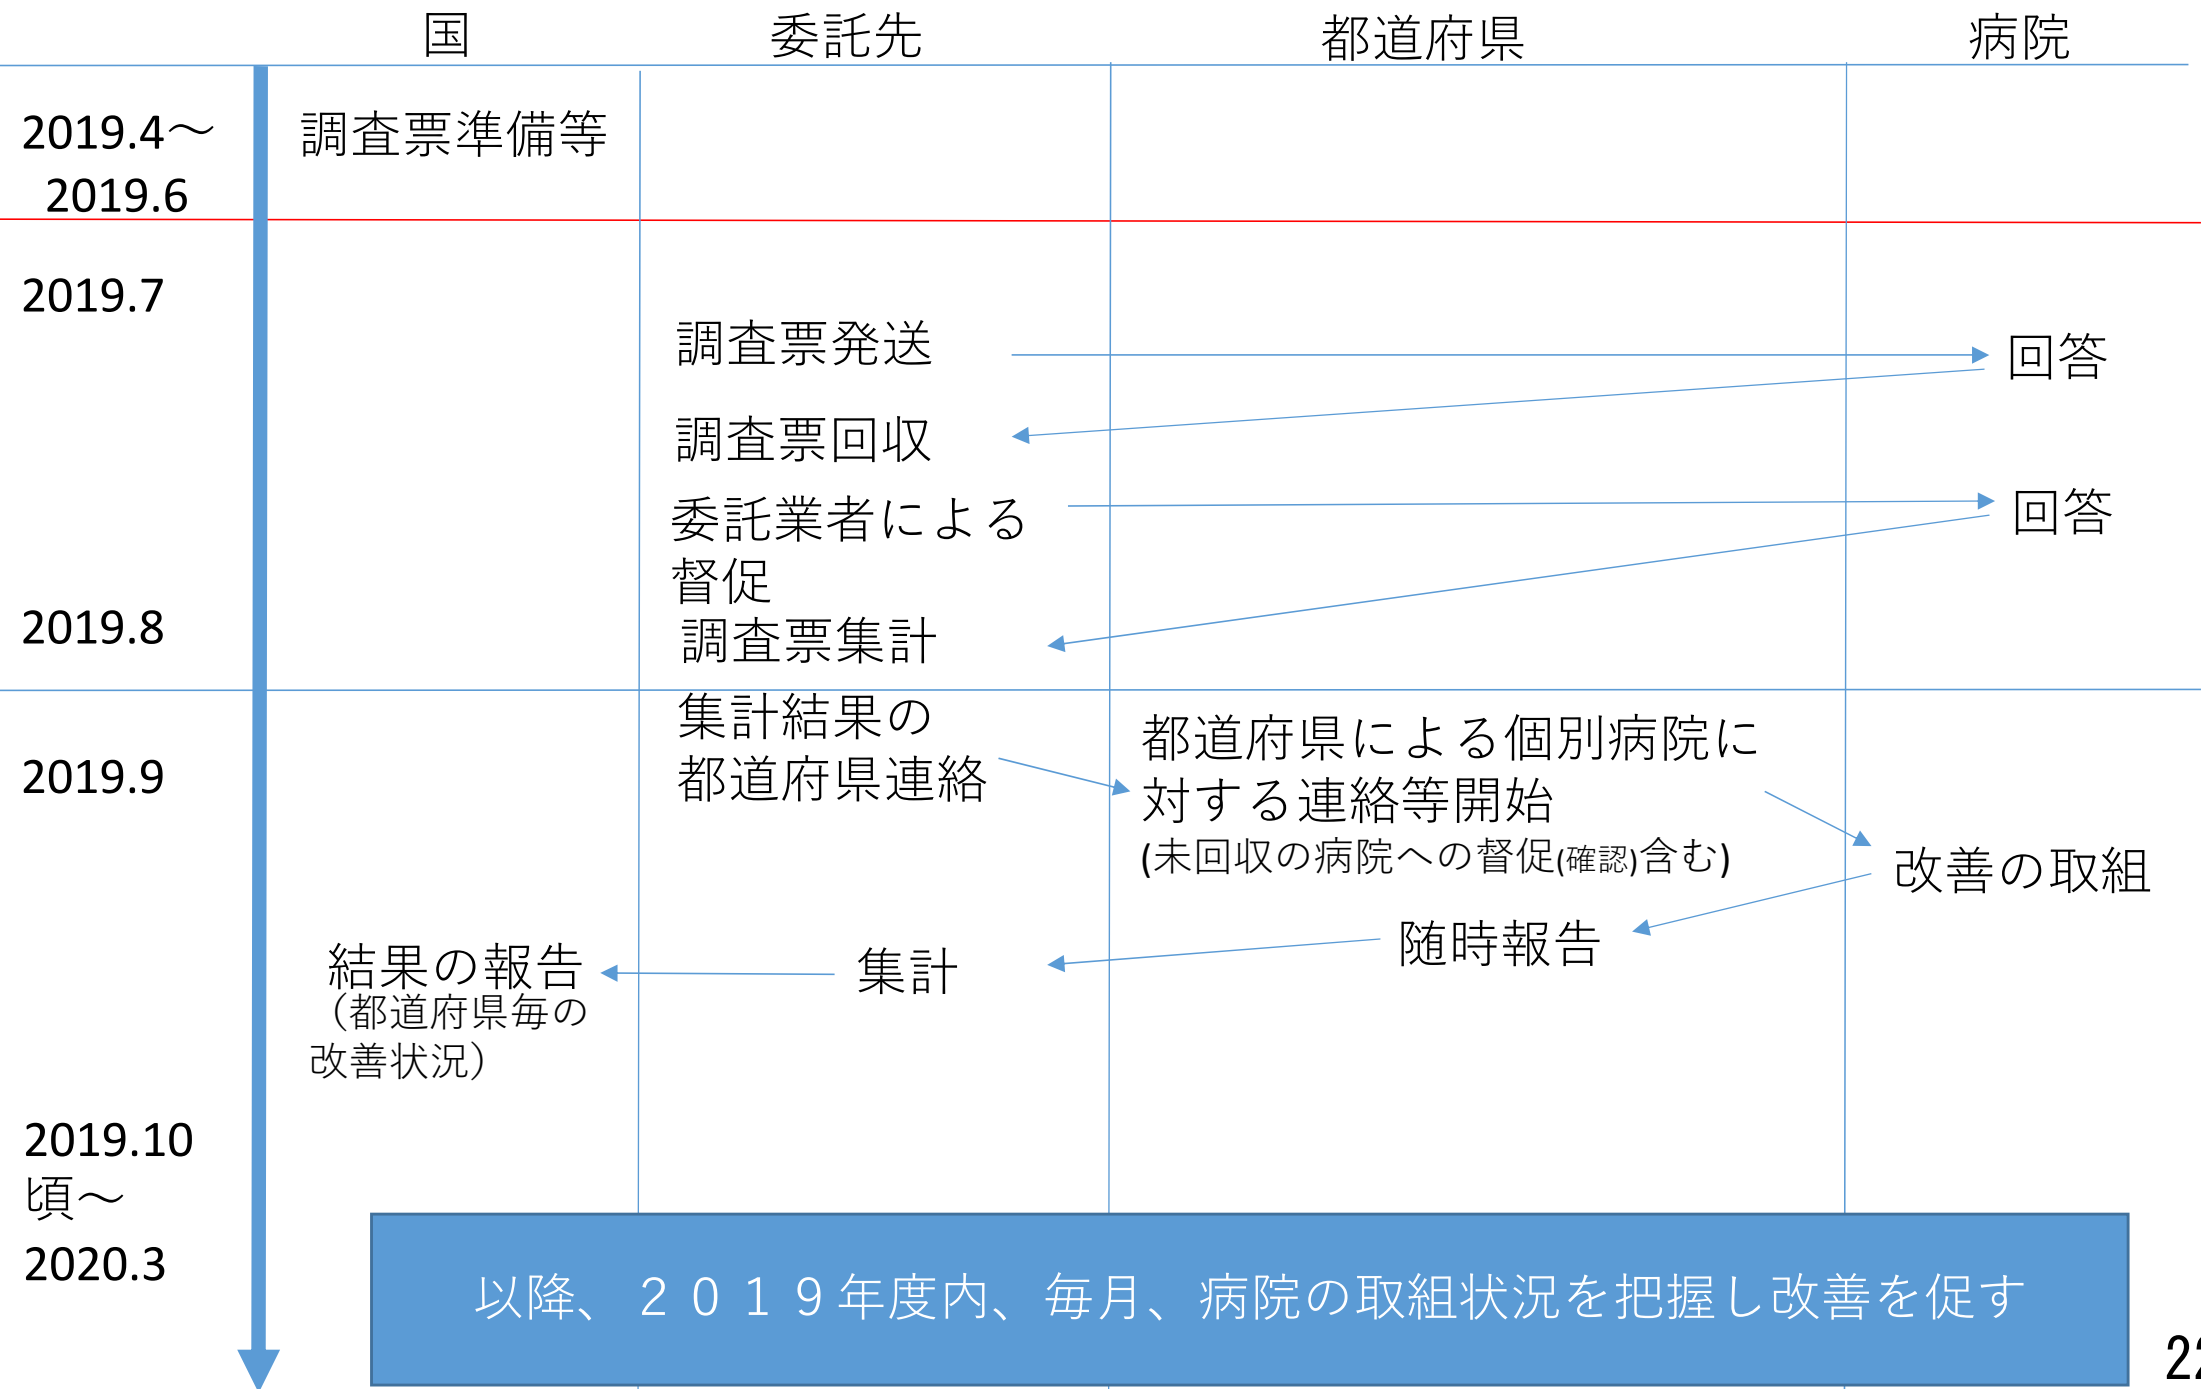 国 委託先 都道府県 病院
2019.4～
2019.6
調査票準備等
2019.7
調査票発送
回答
調査票回収
委託業者による
督促
回答
2019.8
調査票集計
2019.9
集計結果の
都道府県連絡
都道府県による個別病院に
対する連絡等開始
(未回収の病院への督促(確認)含む)
改善の取組
随時報告
集計
結果の報告
（都道府県毎の
改善状況）
2019.10
頃～
2020.3
以降、２０１９年度内、毎月、病院の取組状況を把握し改善を促す
22